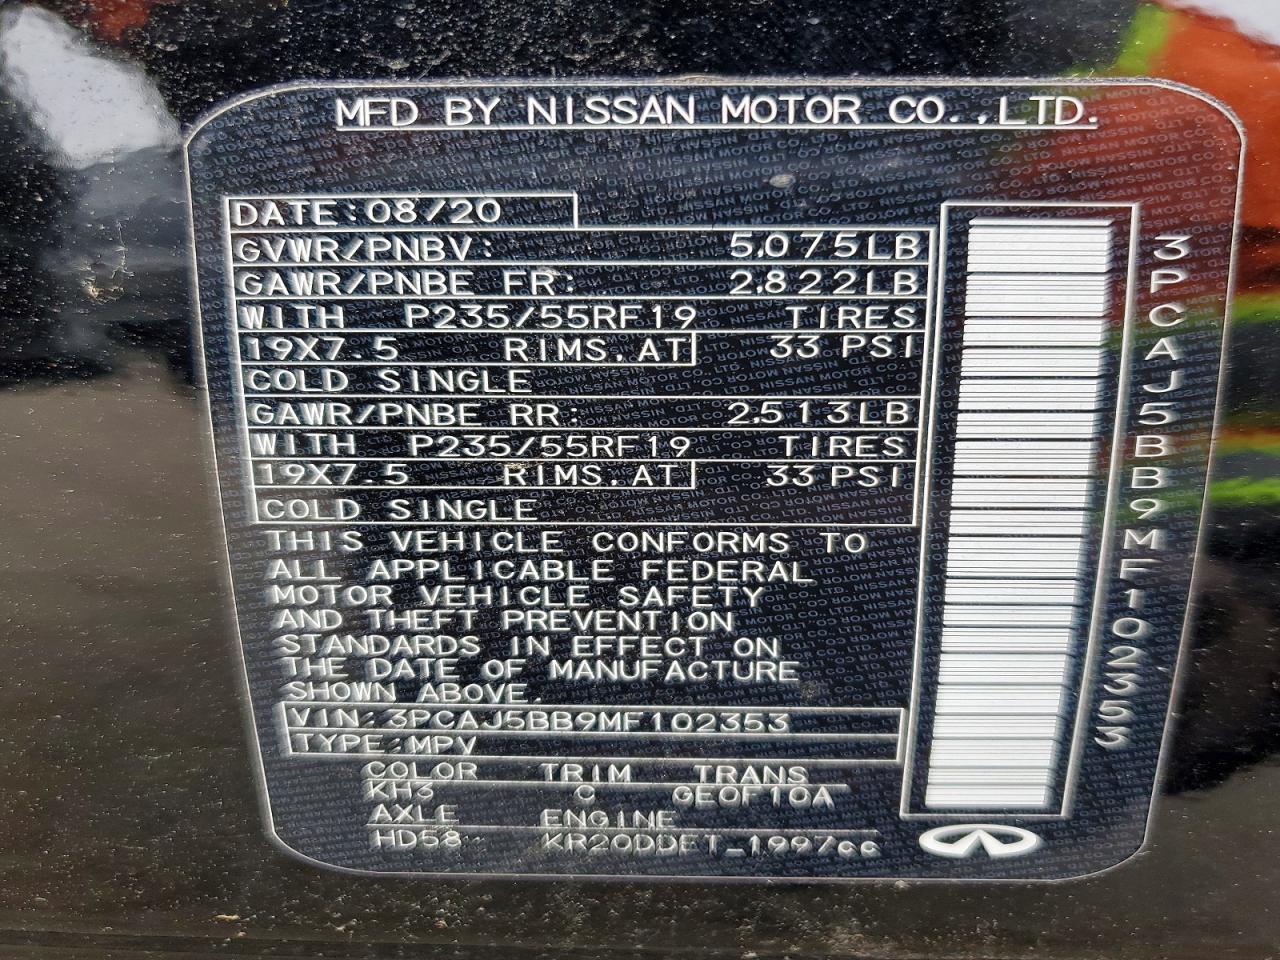 MFD BY NISSAN MOTOR CO.,LTD.
DATE:08/20
GVWR/PNBV: 5,075LB
GAWR/PNBE FR: 2,822LB
WITH P235/55RF19 TIRES
19X7.5 RIMS,AT 33 PSI
COLD SINGLE
GAWR/PNBE RR: 2,513LB
WITH P235/55RF19 TIRES
19X7.5 RIMS,AT 33 PSI
COLD SINGLE
THIS VEHICLE CONFORMS TO
ALL APPLICABLE FEDERAL
MOTOR VEHICLE SAFETY
AND THEFT PREVENTION
STANDARDS IN EFFECT ON
THE DATE OF MANUFACTURE
SHOWN ABOVE.
VIN:3PCAJ5BB9MF102353
TYPE:MPV
COLOR TRIM TRANS
KH3 C GEOF10A
AXLE ENGINE
HD58 KR20DDET_1997cc
3PCAJ5BB9MF102353